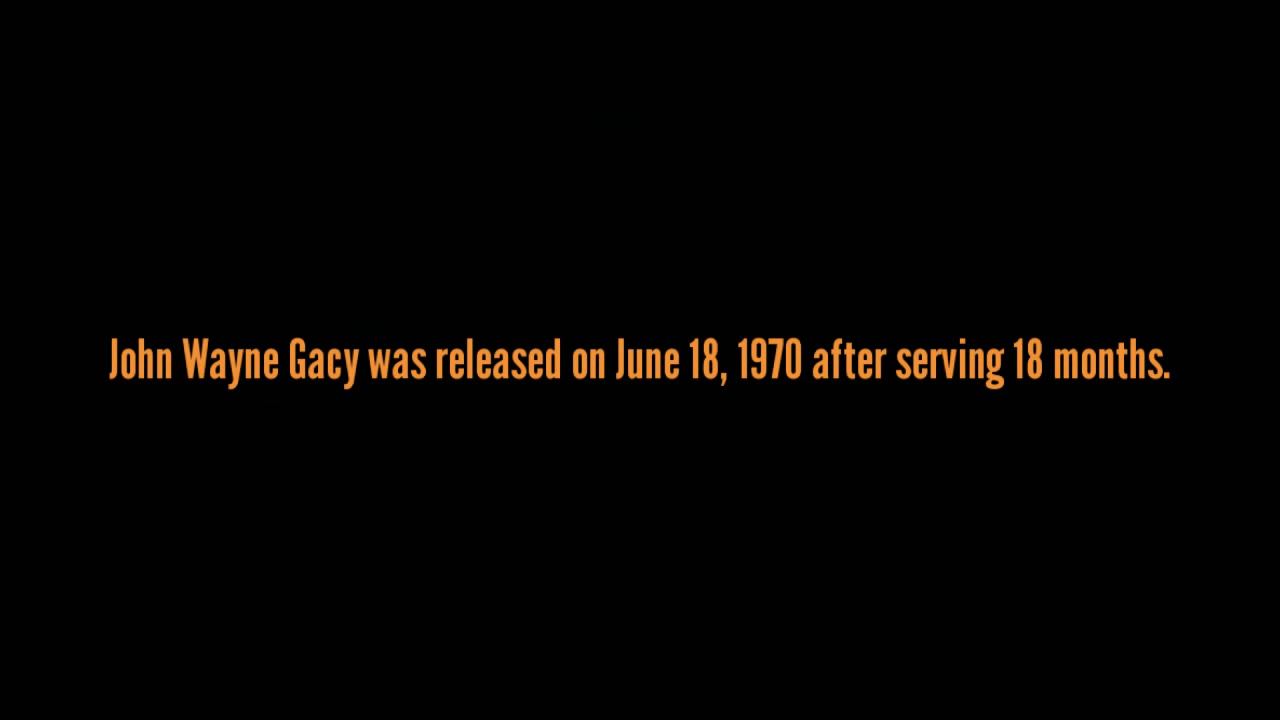 John Wayne Gacy was released on June 18, 1970 after serving 18 months.